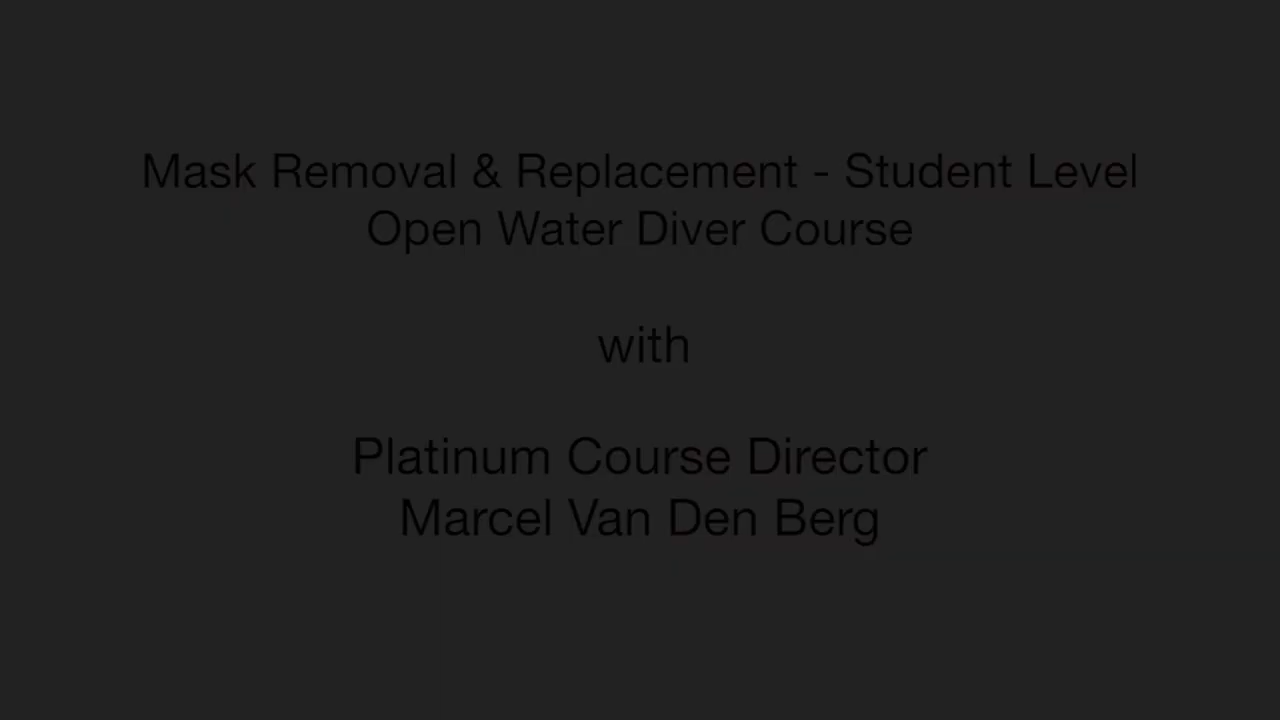 Mask Removal & Replacement - Student Level
Open Water Diver Course
with
Platinum Course Director
Marcel Van Den Berg